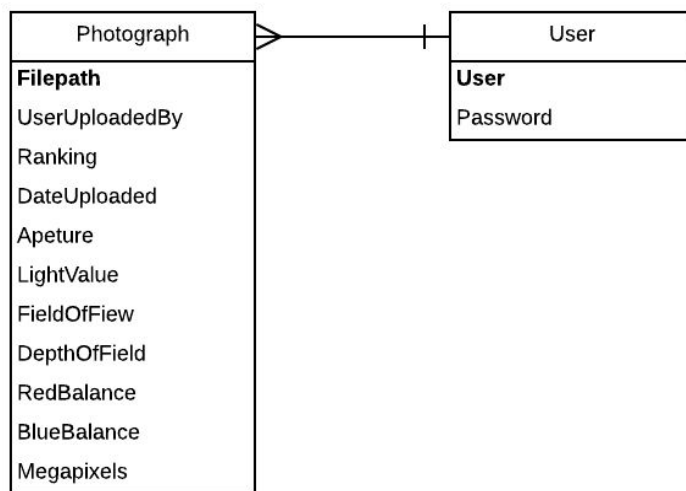 Photograph
Filepath
UserUploadedBy
Ranking
DateUploaded
Apeture
LightValue
FieldOfFiew
DepthOfField
RedBalance
BlueBalance
Megapixels
User
User
Password